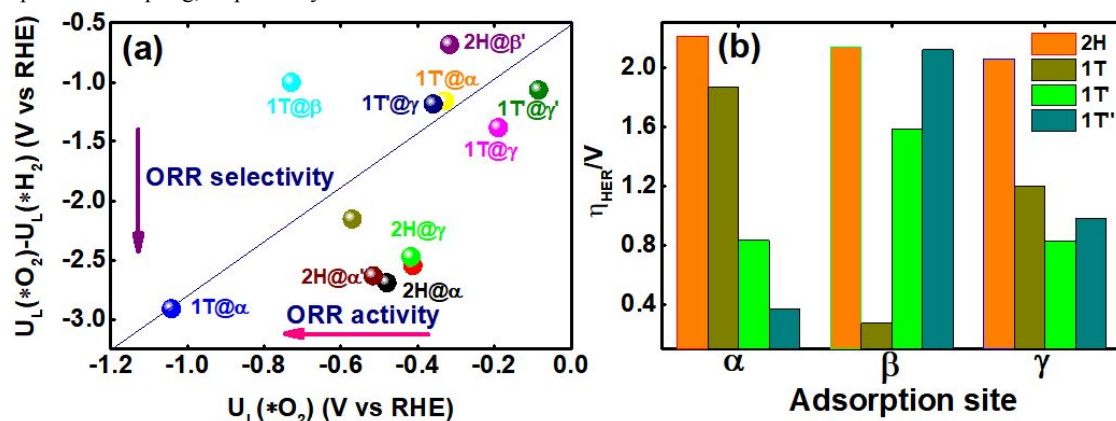 (a)
U_L(*O₂)-U_L(*H₂) (V vs RHE)
-0.5
-1.0
-1.5
-2.0
-2.5
-3.0
2H@β'
1T'@α
1T@β
1T'@γ
1T'@γ'
1T@γ
ORR selectivity
2H@γ
2H@α'
2H@α
1T@α
ORR activity
-1.2 -1.0 -0.8 -0.6 -0.4 -0.2 0.0
U_L(*O₂) (V vs RHE)
(b)
η_HER/V
2.0
1.6
1.2
0.8
0.4
2H
1T
1T'
1T''
α β γ
Adsorption site